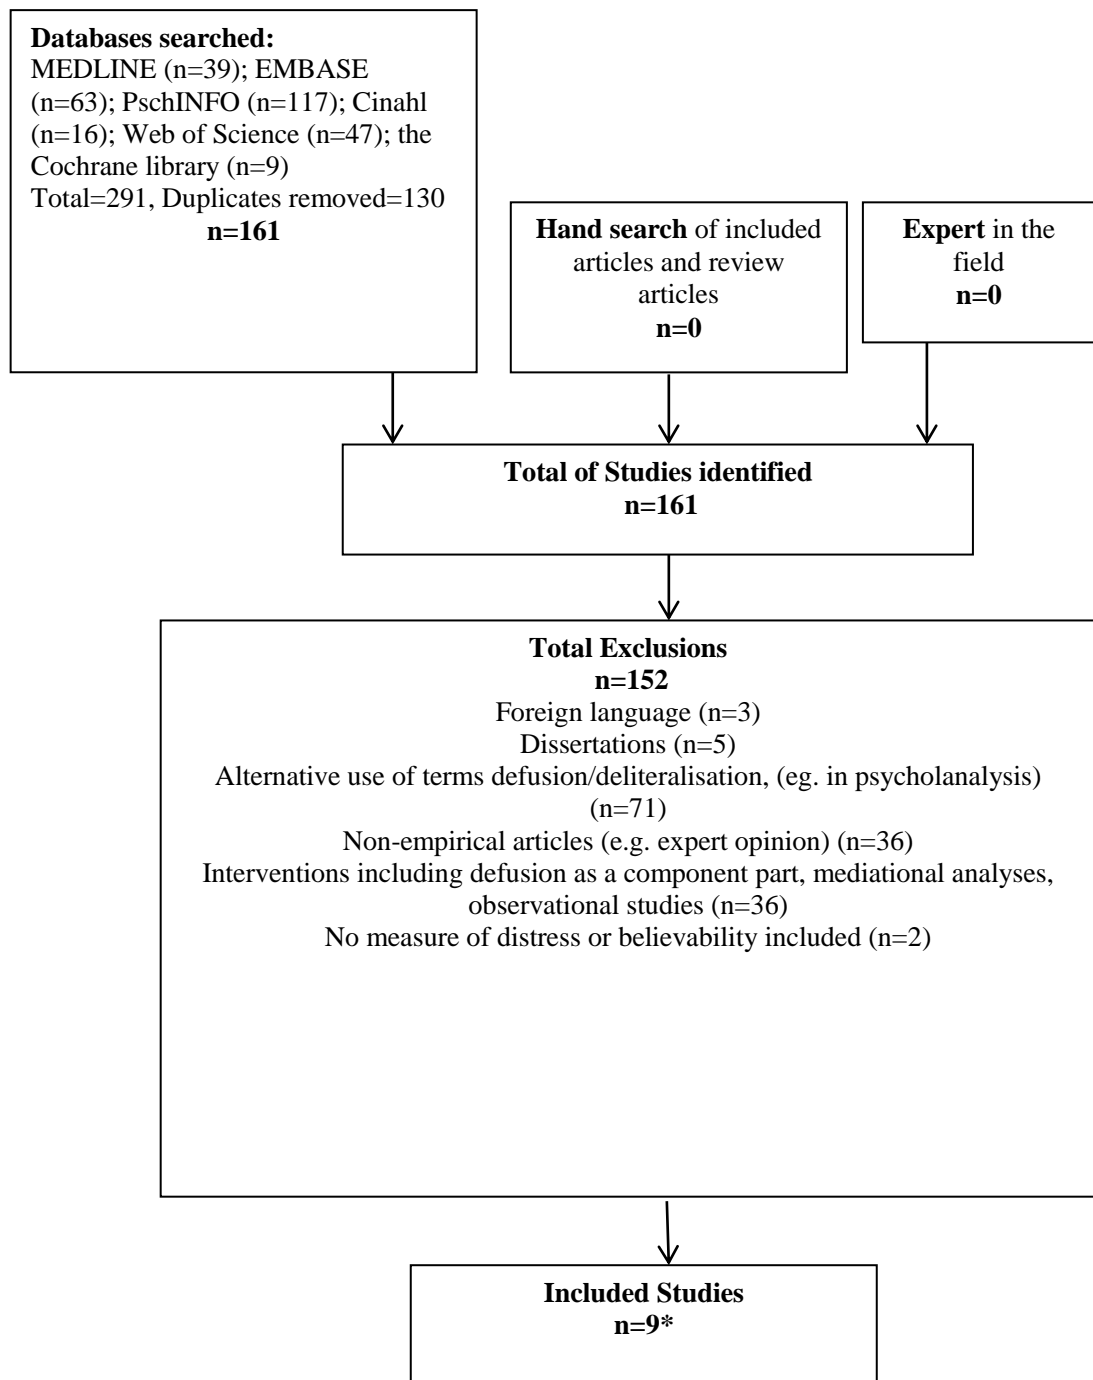 Databases searched:
MEDLINE (n=39); EMBASE
(n=63); PschINFO (n=117); Cinahl
(n=16); Web of Science (n=47); the
Cochrane library (n=9)
Total=291, Duplicates removed=130
n=161
Hand search of included
articles and review
articles
n=0
Expert in the
field
n=0
Total of Studies identified
n=161
Total Exclusions
n=152
Foreign language (n=3)
Dissertations (n=5)
Alternative use of terms defusion/deliteralisation, (eg. in psycholanalysis)
(n=71)
Non-empirical articles (e.g. expert opinion) (n=36)
Interventions including defusion as a component part, mediational analyses,
observational studies (n=36)
No measure of distress or believability included (n=2)
Included Studies
n=9*